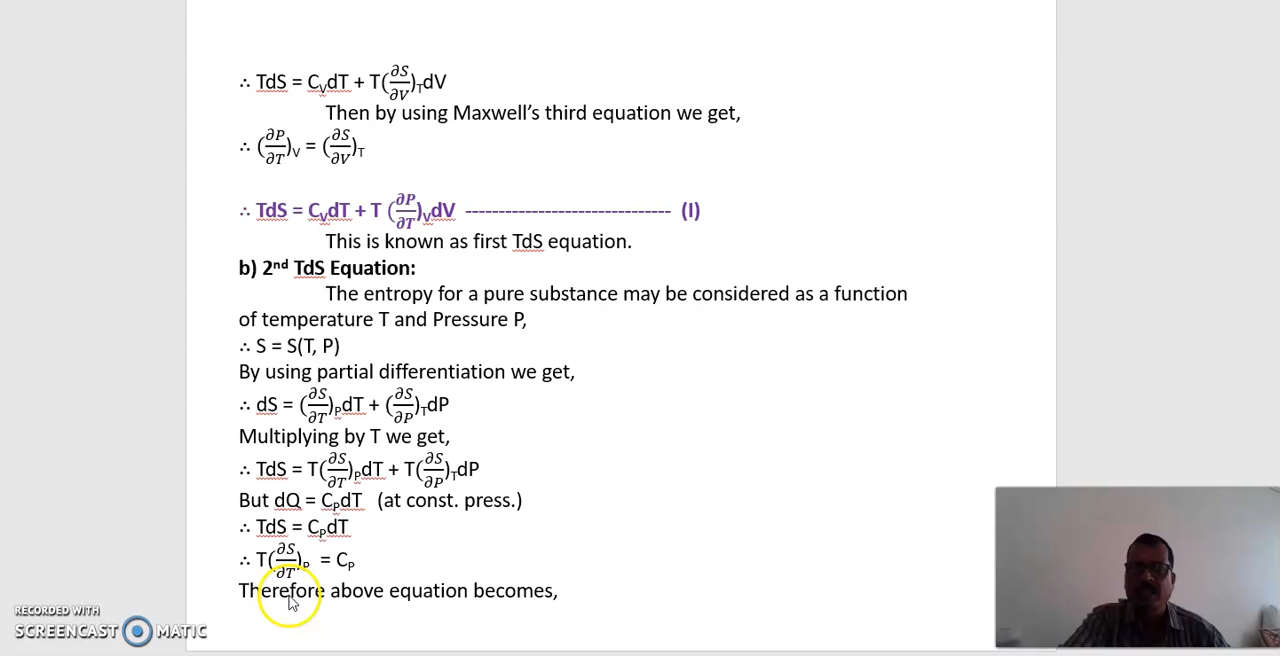 ∴ TdS = C_VdT + T(∂S/∂V)_TdV
Then by using Maxwell’s third equation we get,
∴ (∂P/∂T)_V = (∂S/∂V)_T
∴ TdS = C_VdT + T (∂P/∂T)_VdV ------------------------------- (I)
This is known as first TdS equation.
b) 2nd TdS Equation:
The entropy for a pure substance may be considered as a function
of temperature T and Pressure P,
∴ S = S(T, P)
By using partial differentiation we get,
∴ dS = (∂S/∂T)_PdT + (∂S/∂P)_TdP
Multiplying by T we get,
∴ TdS = T(∂S/∂T)_PdT + T(∂S/∂P)_TdP
But dQ = C_PdT (at const. press.)
∴ TdS = C_PdT
∴ T(∂S/∂T)_P = C_P
Therefore above equation becomes,
RECORDED WITH
SCREENCAST MATIC